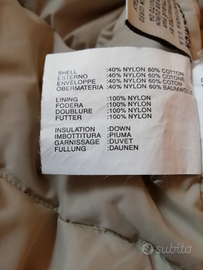 SHELL :40% NYLON 60% COTTON
ESTERNO :40% NYLON 60% COTONE
ENVELOPPE :40% NYLON 60% COTON
OBERMATERIA :40% NYLON 60% BAUMWOLLE
LINING :100% NYLON
FODERA :100% NYLON
DOUBLURE :100% NYLON
FUTTER :100% NYLON
INSULATION :DOWN
IMBOTTITURA :PIUMA
GARNISSAGE :DUVET
FULLUNG :DAUNEN
subito